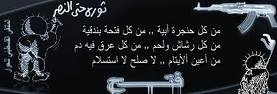 ثورة حتى النصر
من كل حنجرة أبية ,, من كل فتحة بندقية
من كل رشاش ولحم ,, من كل عرق فيه دم
من أعين الأيتام ,, لا صلح لا استسلام
فتح